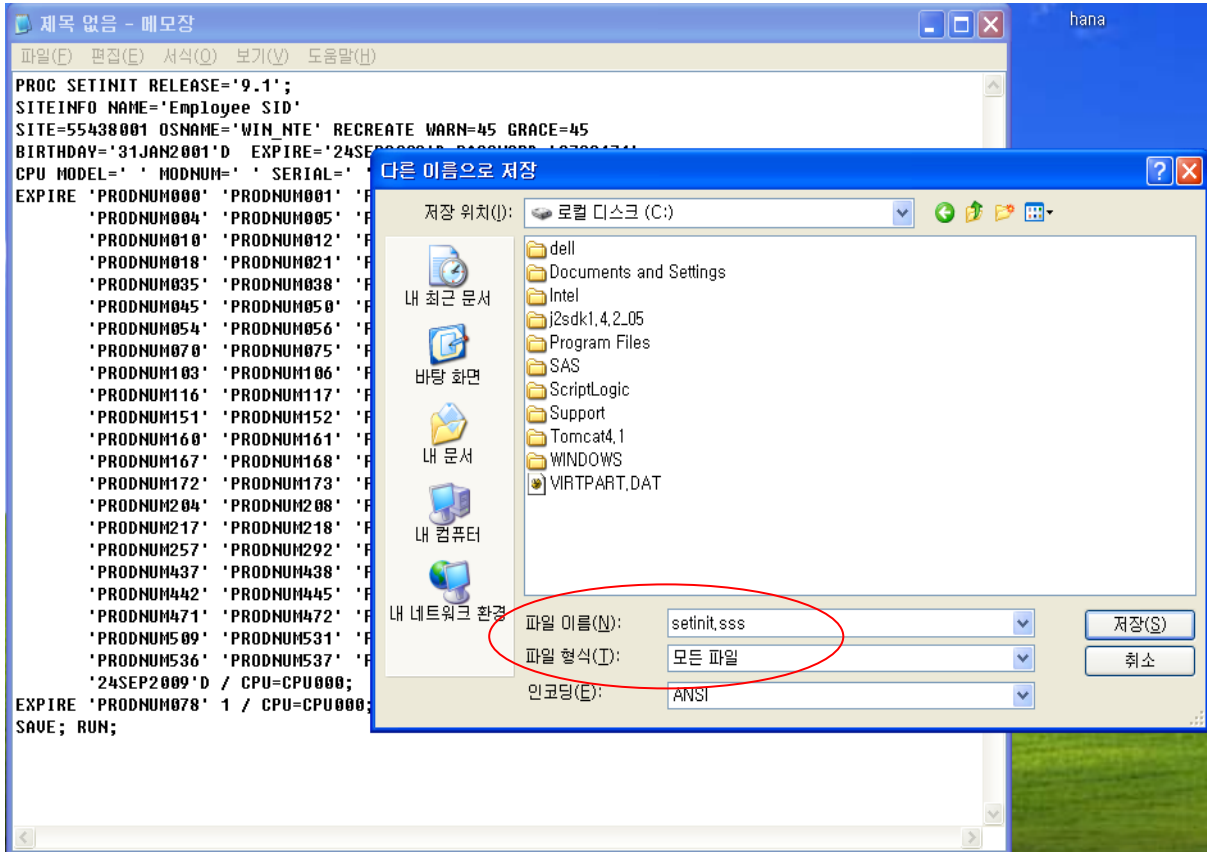 제목 없음 - 메모장
hana
파일(F) 편집(E) 서식(O) 보기(V) 도움말(H)
PROC SETINIT RELEASE='9.1';
SITEINFO NAME='Employee SID'
SITE=55438001 OSNAME='WIN_NTE' RECREATE WARN=45 GRACE=45
BIRTHDAY='31JAN2001'D EXPIRE='24SEP
CPU MODEL=' ' MODNUM=' ' SERIAL=' '
EXPIRE 'PRODNUM000' 'PRODNUM001'
'PRODNUM004' 'PRODNUM005'
'PRODNUM010' 'PRODNUM012'
'PRODNUM018' 'PRODNUM021'
'PRODNUM035' 'PRODNUM038'
'PRODNUM045' 'PRODNUM050'
'PRODNUM054' 'PRODNUM056'
'PRODNUM070' 'PRODNUM075'
'PRODNUM103' 'PRODNUM106'
'PRODNUM116' 'PRODNUM117'
'PRODNUM151' 'PRODNUM152'
'PRODNUM160' 'PRODNUM161'
'PRODNUM167' 'PRODNUM168'
'PRODNUM172' 'PRODNUM173'
'PRODNUM204' 'PRODNUM208'
'PRODNUM217' 'PRODNUM218'
'PRODNUM257' 'PRODNUM292'
'PRODNUM437' 'PRODNUM438'
'PRODNUM442' 'PRODNUM445'
'PRODNUM471' 'PRODNUM472'
'PRODNUM509' 'PRODNUM531'
'PRODNUM536' 'PRODNUM537'
'24SEP2009'D / CPU=CPU000;
EXPIRE 'PRODNUM078' 1 / CPU=CPU000;
SAVE; RUN;
다른 이름으로 저장
저장 위치(I): 로컬 디스크 (C:)
내 최근 문서
바탕 화면
내 문서
내 컴퓨터
내 네트워크 환경
dell
Documents and Settings
Intel
j2sdk1,4,2_05
Program Files
SAS
ScriptLogic
Support
Tomcat4,1
WINDOWS
VIRTPART,DAT
파일 이름(N): setinit,sss 저장(S)
파일 형식(T): 모든 파일 취소
인코딩(E): ANSI